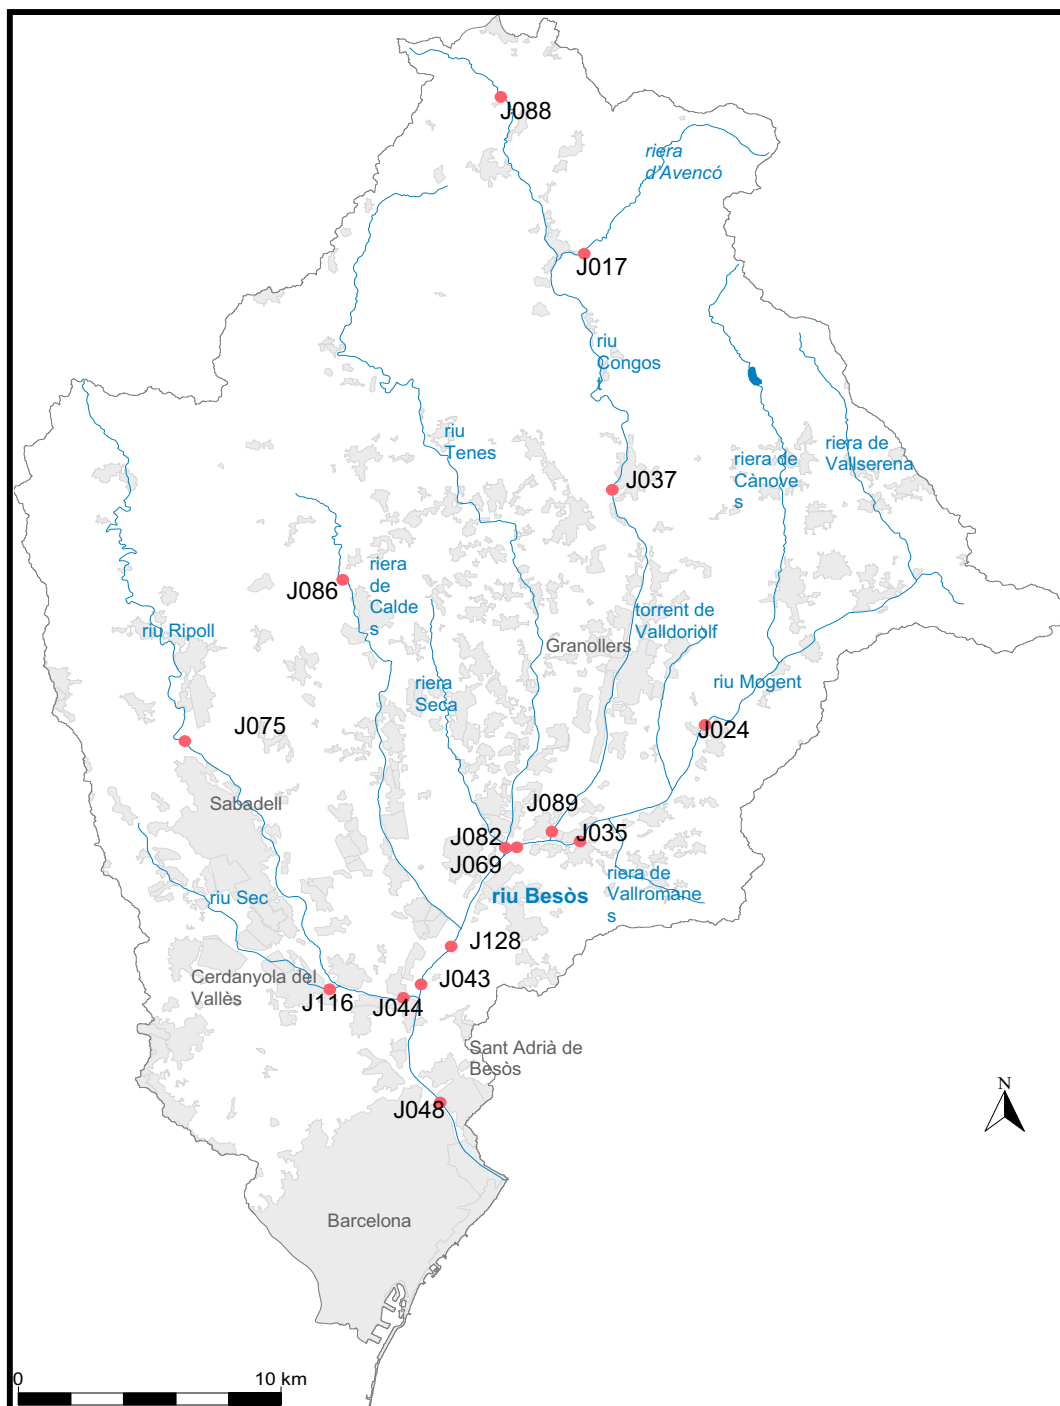 J088
riera
d'Avencó
J017
riu
Congos
t
riu
Tenes
riera de
Vallserena
riera de
Cànove
s
J037
J086
riera
de
Calde
s
riu Ripoll
torrent de
Valldoriolf
Granollers
riera
Seca
riu Mogent
J075
J024
Sabadell
J089
J082
J035
J069
riera de
Vallromane
s
riu Besòs
riu Sec
J128
Cerdanyola del
Vallès
J043
J116
J044
Sant Adrià de
Besòs
N
J048
Barcelona
0
10 km